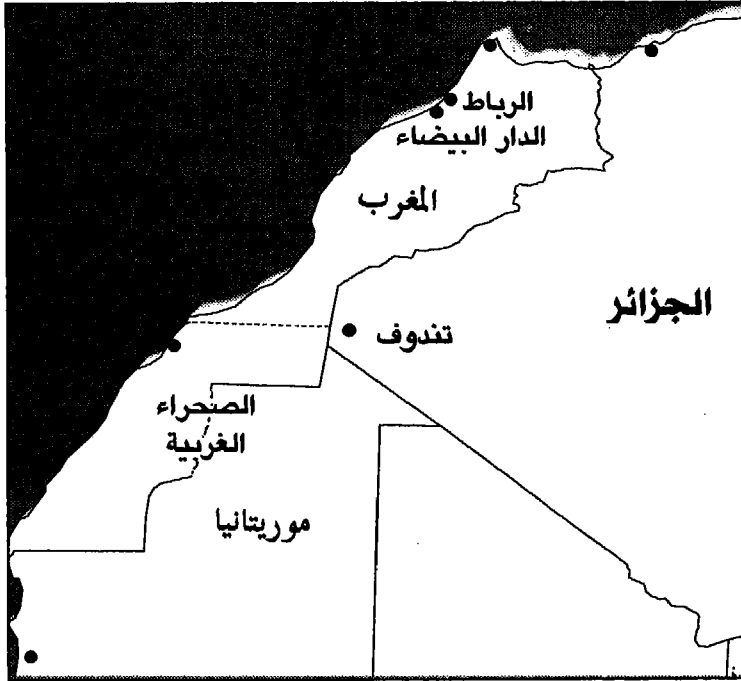 الرباط
الدار البيضاء
المغرب
الجزائر
تندوف
الصحراء
الغربية
موريتانيا